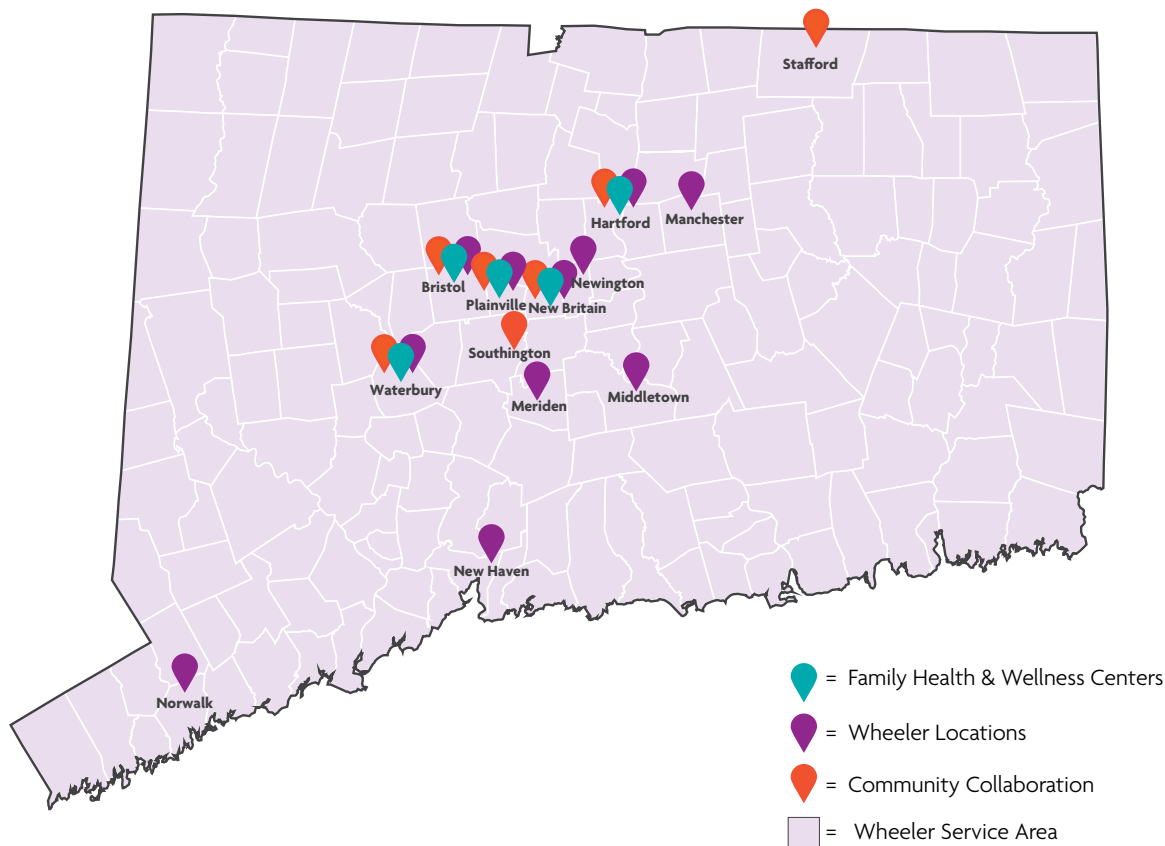 Stafford
Hartford
Manchester
Bristol
Newington
Plainville
New Britain
Southington
Waterbury
Meriden
Middletown
New Haven
Norwalk
= Family Health & Wellness Centers
= Wheeler Locations
= Community Collaboration
= Wheeler Service Area